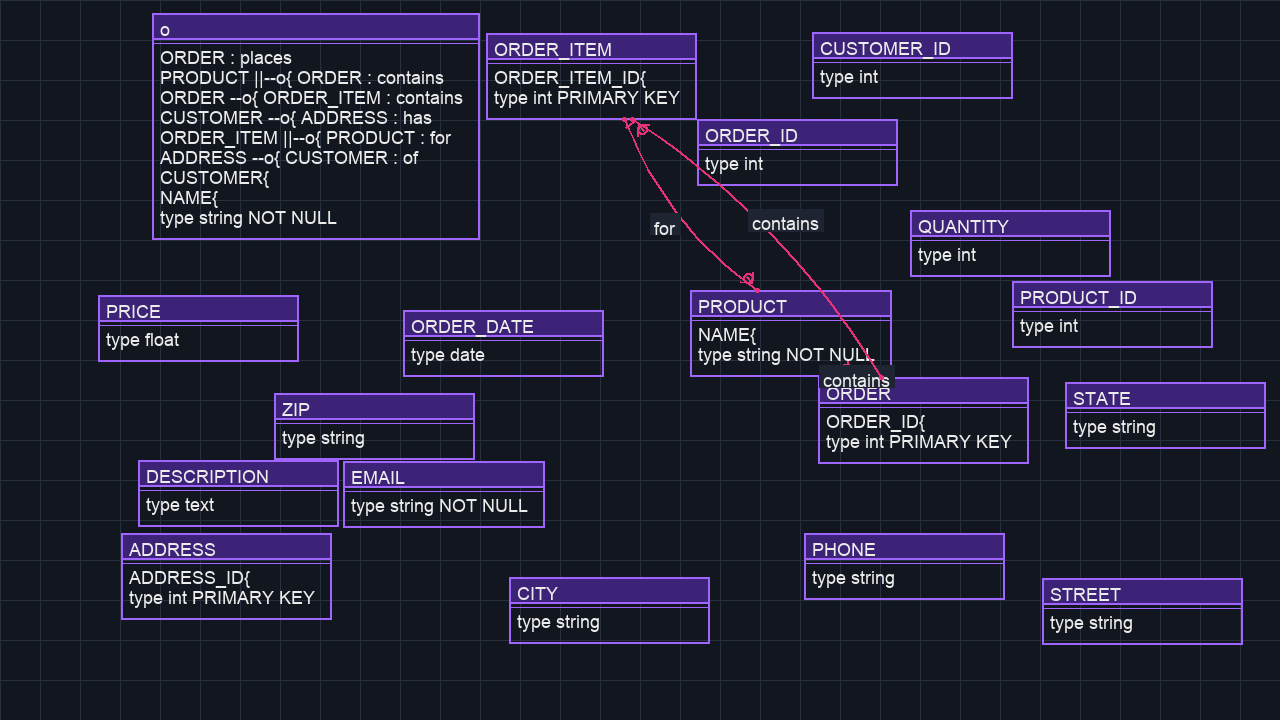 o
ORDER : places
PRODUCT ||--o{ ORDER : contains
ORDER --o{ ORDER_ITEM : contains
CUSTOMER --o{ ADDRESS : has
ORDER_ITEM ||--o{ PRODUCT : for
ADDRESS --o{ CUSTOMER : of
CUSTOMER{
NAME{
type string NOT NULL
ORDER_ITEM
ORDER_ITEM_ID{
type int PRIMARY KEY
CUSTOMER_ID
type int
ORDER_ID
type int
for
contains
QUANTITY
type int
PRODUCT_ID
type int
PRICE
type float
ORDER_DATE
type date
PRODUCT
NAME{
type string NOT NULL
contains
ORDER
ORDER_ID{
type int PRIMARY KEY
STATE
type string
ZIP
type string
DESCRIPTION
type text
EMAIL
type string NOT NULL
ADDRESS
ADDRESS_ID{
type int PRIMARY KEY
CITY
type string
PHONE
type string
STREET
type string